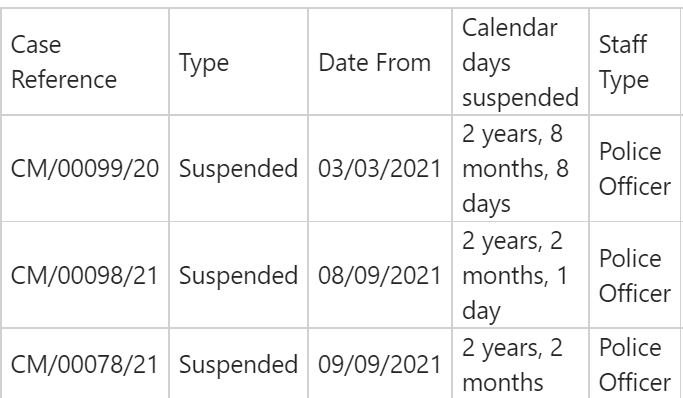 Case Reference	Type	Date From	Calendar days suspended	Staff Type
CM/00099/20	Suspended	03/03/2021	2 years, 8 months, 8 days	Police Officer
CM/00098/21	Suspended	08/09/2021	2 years, 2 months, 1 day	Police Officer
CM/00078/21	Suspended	09/09/2021	2 years, 2 months	Police Officer